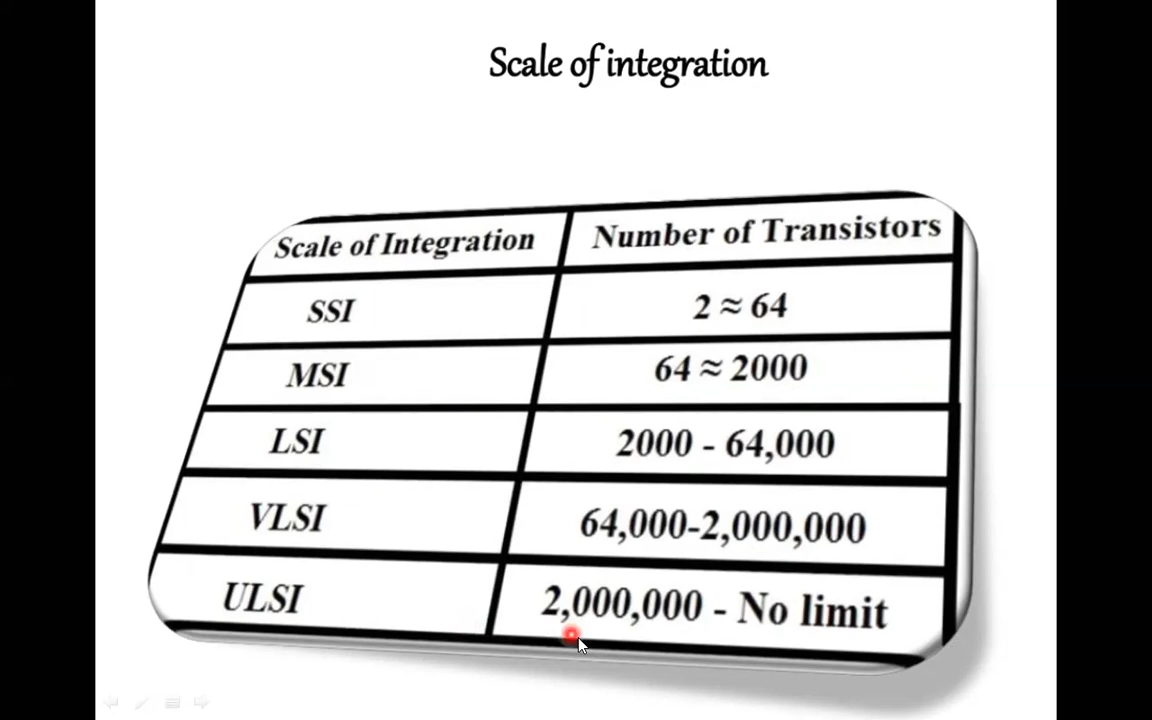 Scale of integration
Scale of Integration Number of Transistors
SSI 2 ≈ 64
MSI 64 ≈ 2000
LSI 2000 - 64,000
VLSI 64,000-2,000,000
ULSI 2,000,000 - No limit